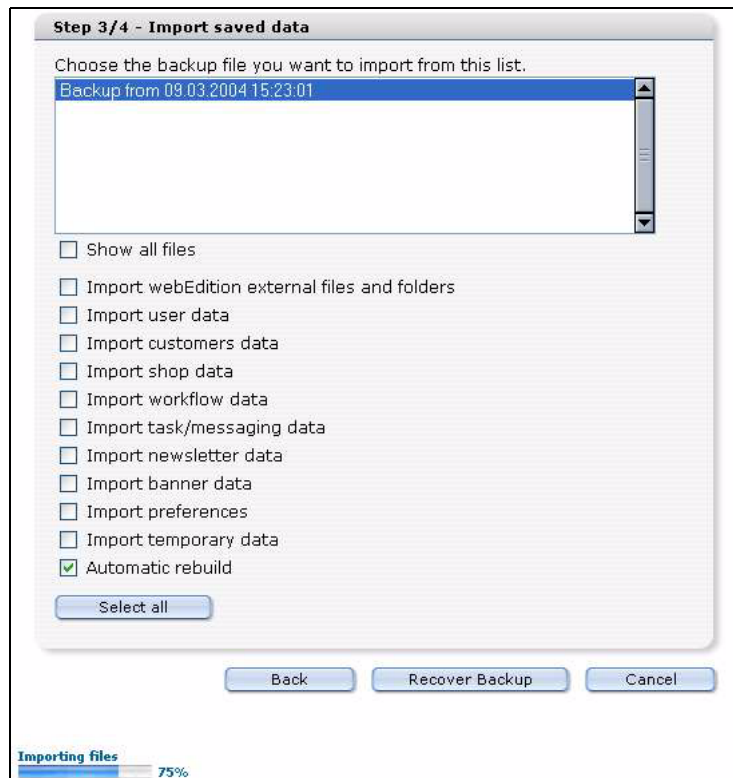 Step 3/4 - Import saved data
Choose the backup file you want to import from this list.
Backup from 09.03.2004 15:23:01
Show all files
Import webEdition external files and folders
Import user data
Import customers data
Import shop data
Import workflow data
Import task/messaging data
Import newsletter data
Import banner data
Import preferences
Import temporary data
Automatic rebuild
Select all
Back Recover Backup Cancel
Importing files
75%